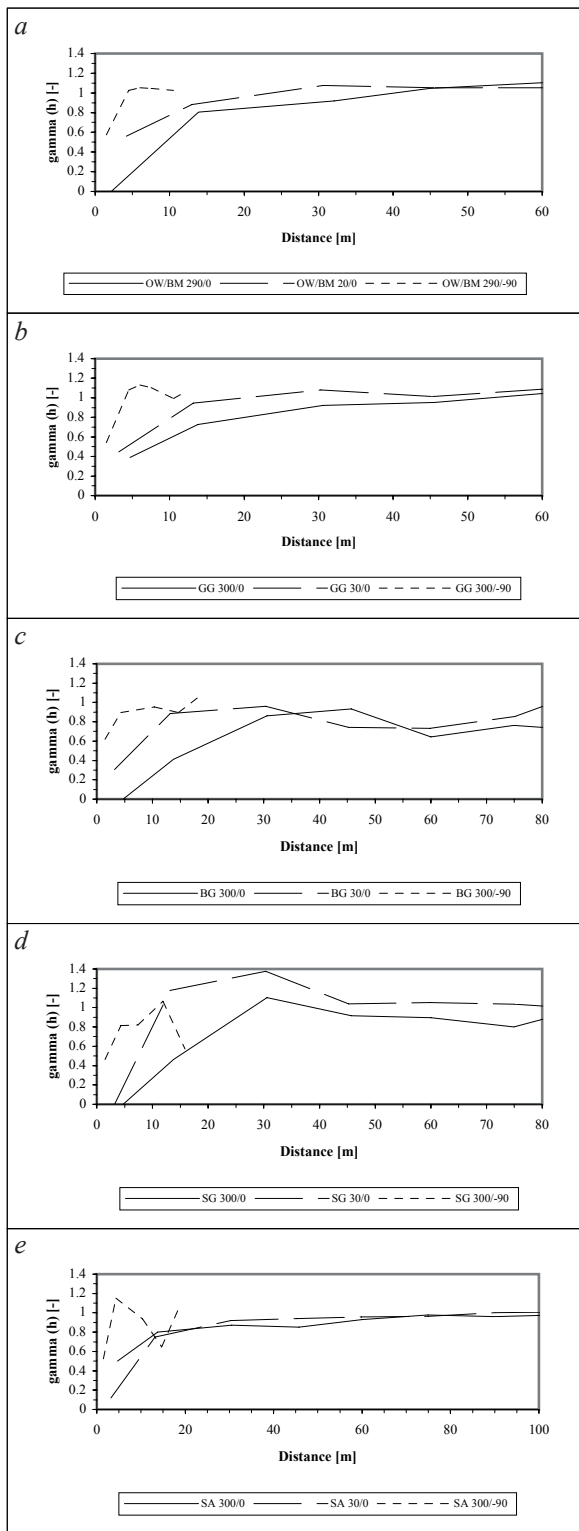 a
gamma (h) [-]
1.4
1.2
1
0.8
0.6
0.4
0.2
0
0 10 20 30 40 50 60
Distance [m]
OW/BM 290/0 OW/BM 20/0 OW/BM 290/-90
b
gamma (h) [-]
1.4
1.2
1
0.8
0.6
0.4
0.2
0
0 10 20 30 40 50 60
Distance [m]
GG 300/0 GG 30/0 GG 300/-90
c
gamma (h) [-]
1.4
1.2
1
0.8
0.6
0.4
0.2
0
0 10 20 30 40 50 60 70 80
Distance [m]
BG 300/0 BG 30/0 BG 300/-90
d
gamma (h) [-]
1.4
1.2
1
0.8
0.6
0.4
0.2
0
0 10 20 30 40 50 60 70 80
Distance [m]
SG 300/0 SG 30/0 SG 300/-90
e
gamma (h) [-]
1.4
1.2
1
0.8
0.6
0.4
0.2
0
0 20 40 60 80 100
Distance [m]
SA 300/0 SA 30/0 SA 300/-90